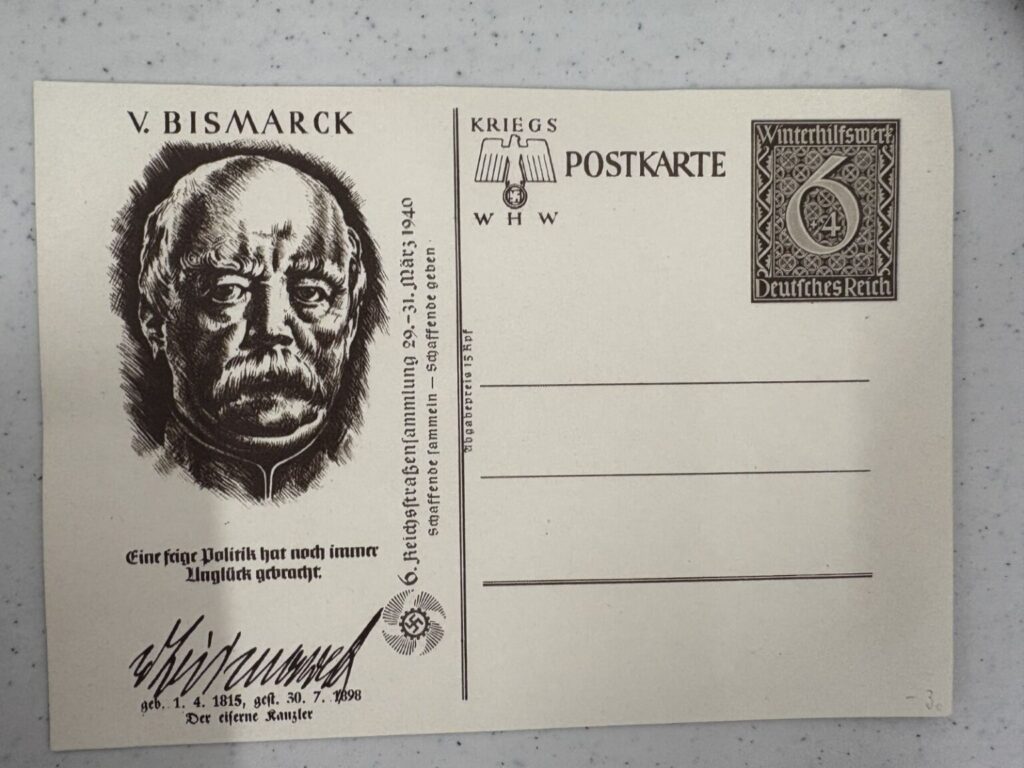 V. BISMARCK
Eine feige Politik hat noch immer
Unglück gebracht.
v Bismarck
geb. 1. 4. 1815, gest. 30. 7. 1898
Der eiserne Kanzler
6. Reichsstraßensammlung 29.-31. März 1940
Schaffende sammeln — Schaffende geben
Abgabepreis 15 Rpf
KRIEGS
POSTKARTE
W H W
Winterhilfswerk
6
+4
Deutsches Reich
- 3.